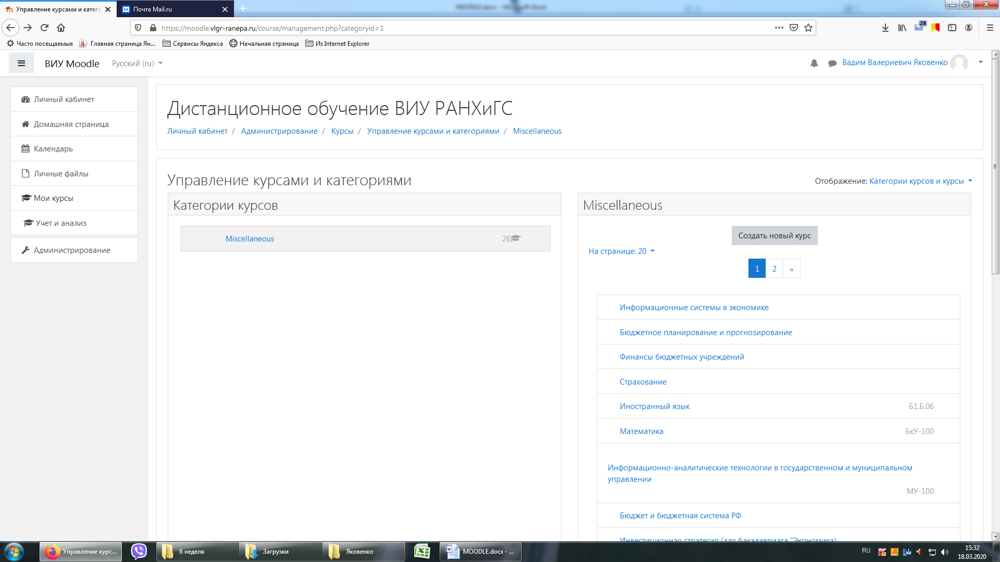 Управление курсами и катего
Почта Mail.ru
https://moodle.vlgr-ranepa.ru/course/management.php?categoryid=1
28
Часто посещаемые
Главная страница Ян...
Сервисы Яндекса
Начальная страница
Из Internet Explorer
ВИУ Moodle
Русский (ru)
Вадим Валериевич Яковенко
Личный кабинет
Домашняя страница
Календарь
Личные файлы
Мои курсы
Учет и анализ
Администрирование
Дистанционное обучение ВИУ РАНХиГС
Личный кабинет / Администрирование / Курсы / Управление курсами и категориями / Miscellaneous
Управление курсами и категориями
Отображение: Категории курсов и курсы
Категории курсов
Miscellaneous 26
Miscellaneous
Создать новый курс
На странице: 20
1 2 »
Информационные системы в экономике
Бюджетное планирование и прогнозирование
Финансы бюджетных учреждений
Страхование
Иностранный язык Б1.Б.06
Математика БкУ-100
Информационно-аналитические технологии в государственном и муниципальном
управлении
МУ-100
Бюджет и бюджетная система РФ
Инвестиционная стратегия (для бакалавриата "Экономика)
Управление курс...
6 неделя
Загрузки
Яковенко
MOODLE.docx - ...
RU
15:32
18.03.2020